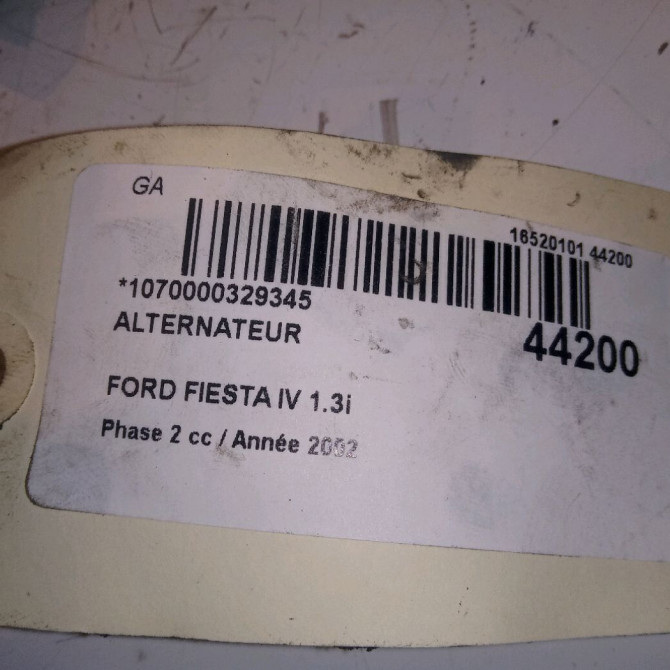 GA
16520101 44200
*1070000329345
44200
ALTERNATEUR
FORD FIESTA IV 1.3i
Phase 2 cc / Année 2002